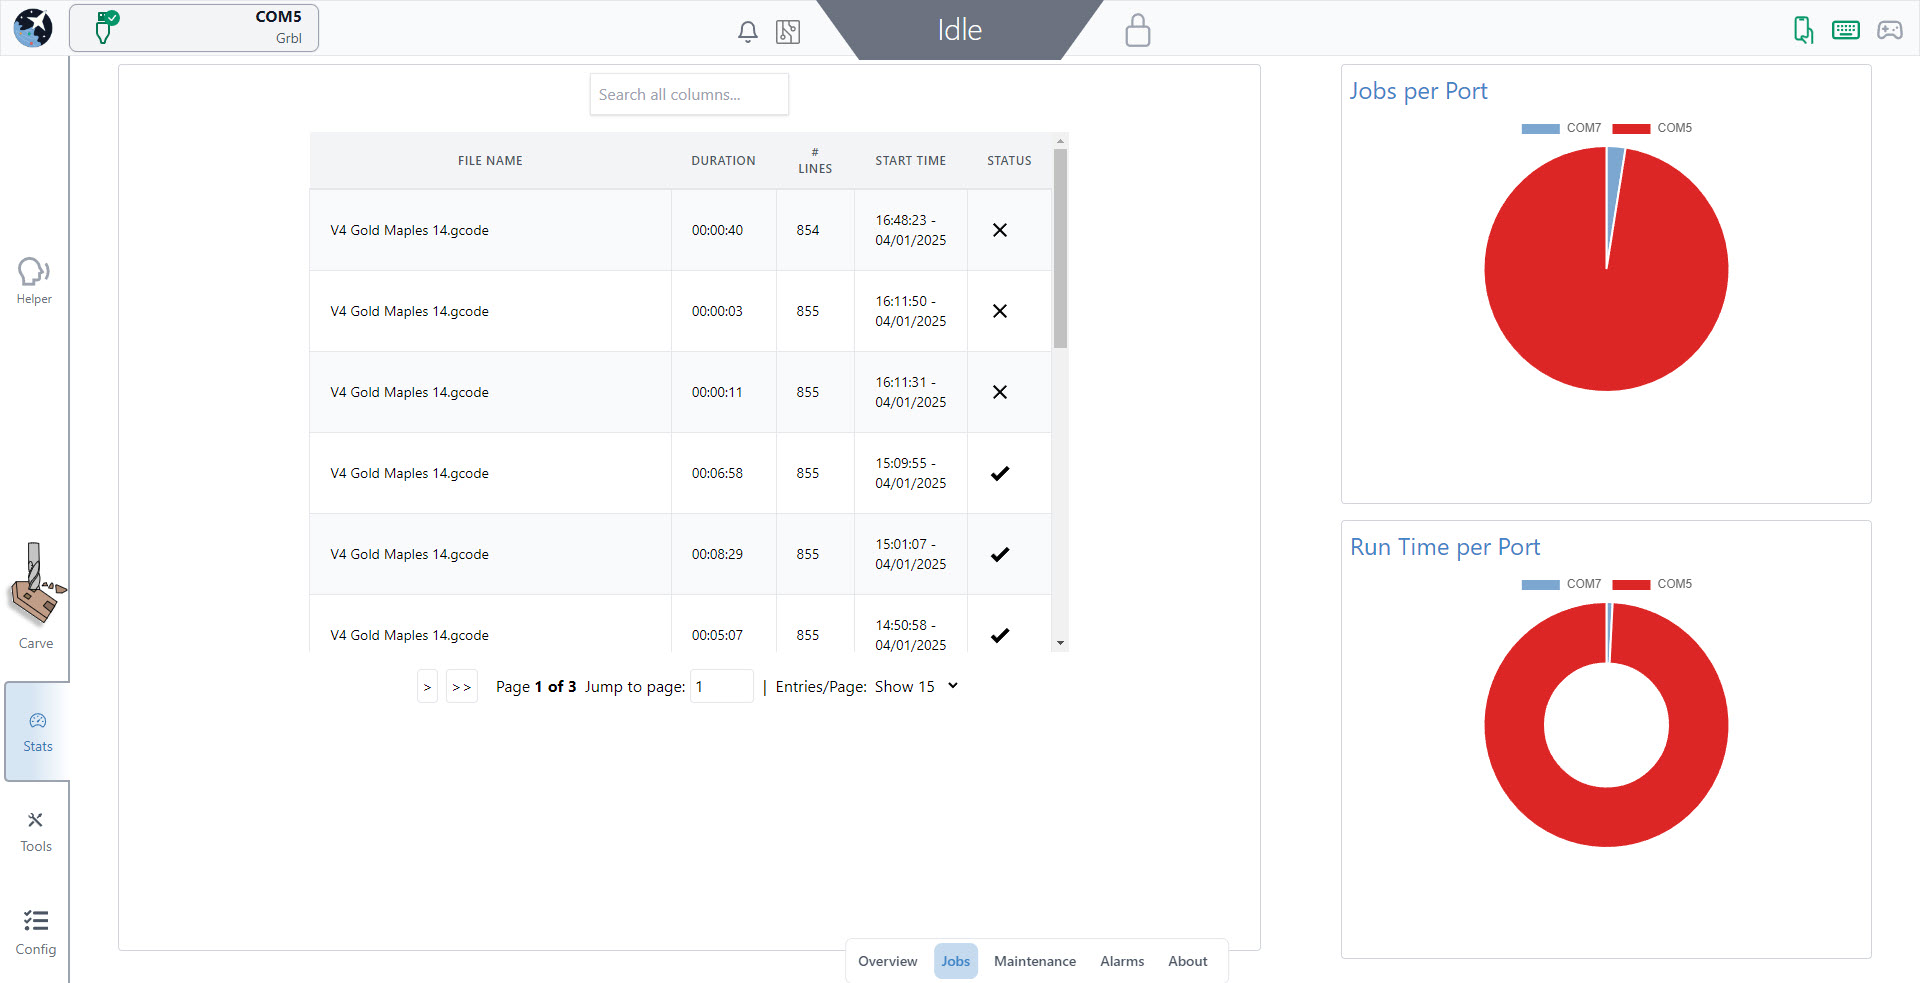 COM5
Grbl
Idle
Helper
Carve
Stats
Tools
Config
Search all columns...
FILE NAME DURATION # LINES START TIME STATUS
V4 Gold Maples 14.gcode 00:00:40 854 16:48:23 - 04/01/2025
V4 Gold Maples 14.gcode 00:00:03 855 16:11:50 - 04/01/2025
V4 Gold Maples 14.gcode 00:00:11 855 16:11:31 - 04/01/2025
V4 Gold Maples 14.gcode 00:06:58 855 15:09:55 - 04/01/2025
V4 Gold Maples 14.gcode 00:08:29 855 15:01:07 - 04/01/2025
V4 Gold Maples 14.gcode 00:05:07 855 14:50:58 - 04/01/2025
> >> Page 1 of 3 Jump to page: 1 | Entries/Page: Show 15
Jobs per Port
COM7 COM5
Run Time per Port
COM7 COM5
Overview Jobs Maintenance Alarms About